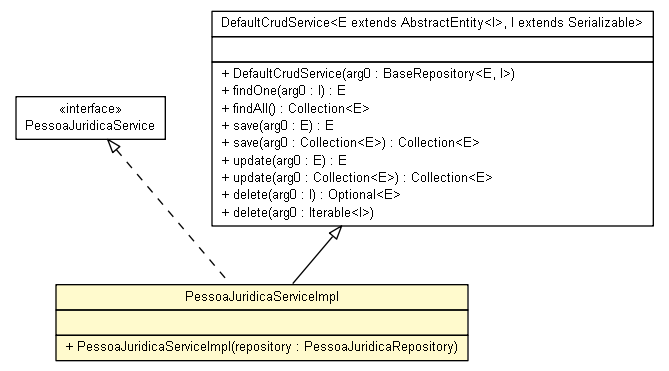 DefaultCrudService<E extends AbstractEntity<I>, I extends Serializable>
+ DefaultCrudService(arg0 : BaseRepository<E, I>)
+ findOne(arg0 : I) : E
+ findAll() : Collection<E>
+ save(arg0 : E) : E
+ save(arg0 : Collection<E>) : Collection<E>
+ update(arg0 : E) : E
+ update(arg0 : Collection<E>) : Collection<E>
+ delete(arg0 : I) : Optional<E>
+ delete(arg0 : Iterable<I>)
«interface»
PessoaJuridicaService
PessoaJuridicaServiceImpl
+ PessoaJuridicaServiceImpl(repository : PessoaJuridicaRepository)